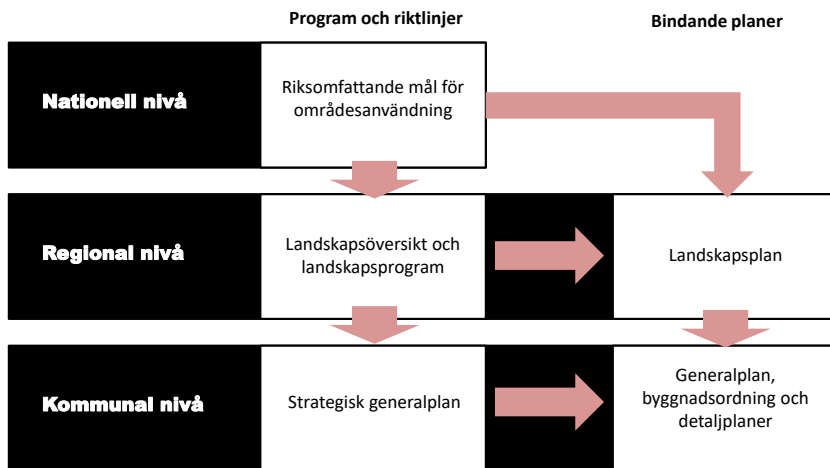 Program och riktlinjer
Bindande planer
Nationell nivå
Riksomfattande mål för
områdesanvändning
Regional nivå
Landskapsöversikt och
landskapsprogram
Landskapsplan
Kommunal nivå
Strategisk generalplan
Generalplan,
byggnadsordning och
detaljplaner